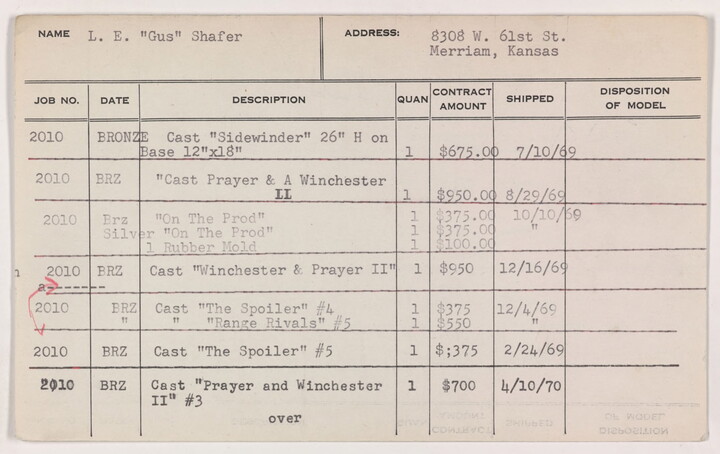 NAME L. E. "Gus" Shafer ADDRESS: 8308 W. 61st St.
Merriam, Kansas
JOB NO. DATE DESCRIPTION QUAN CONTRACT AMOUNT SHIPPED DISPOSITION OF MODEL
2010 BRONZE Cast "Sidewinder" 26" H on
Base 12"x18" 1 $675.00 7/10/69
2010 BRZ "Cast Prayer & A Winchester
II 1 $950.00 8/29/69
2010 Brz "On The Prod" 1 $375.00 10/10/69
Silver "On The Prod" 1 $375.00 "
1 Rubber Mold 1 $100.00
2010 BRZ Cast "Winchester & Prayer II" 1 $950 12/16/69
a-------
2010 BRZ Cast "The Spoiler" #4 1 $375 12/4/69
" " "Range Rivals" #5 1 $550 "
2010 BRZ Cast "The Spoiler" #5 1 $;375 2/24/69
2010 BRZ Cast "Prayer and Winchester 1 $700 4/10/70
II" #3
over